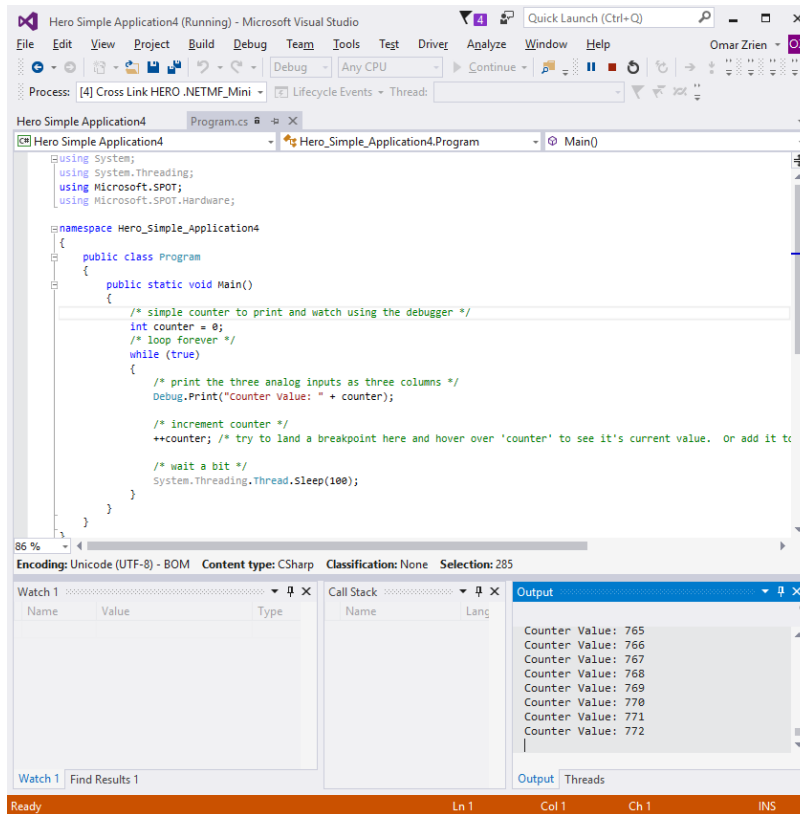 Hero Simple Application4 (Running) - Microsoft Visual Studio
4
Quick Launch (Ctrl+Q)
File Edit View Project Build Debug Team Tools Test Driver Analyze Window Help
Omar Zrien
Debug Any CPU Continue
Process: [4] Cross Link HERO .NETMF_Mini Lifecycle Events Thread:
Hero Simple Application4 Program.cs
C# Hero Simple Application4 Hero_Simple_Application4.Program Main()
using System;
using System.Threading;
using Microsoft.SPOT;
using Microsoft.SPOT.Hardware;
namespace Hero_Simple_Application4
{
public class Program
{
public static void Main()
{
/* simple counter to print and watch using the debugger */
int counter = 0;
/* loop forever */
while (true)
{
/* print the three analog inputs as three columns */
Debug.Print("Counter Value: " + counter);
/* increment counter */
++counter; /* try to land a breakpoint here and hover over 'counter' to see it's current value.  Or add it to
/* wait a bit */
System.Threading.Thread.Sleep(100);
}
}
}
}
86 %
Encoding: Unicode (UTF-8) - BOM Content type: CSharp Classification: None Selection: 285
Watch 1
Name Value Type
Watch 1 Find Results 1
Call Stack
Name Lang
Output
Counter Value: 765
Counter Value: 766
Counter Value: 767
Counter Value: 768
Counter Value: 769
Counter Value: 770
Counter Value: 771
Counter Value: 772
Output Threads
Ready Ln 1 Col 1 Ch 1 INS